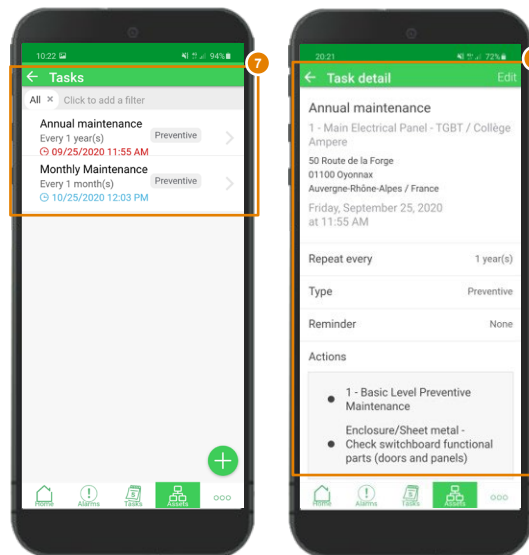 10:22
94%
7
Tasks
All × Click to add a filter
Annual maintenance
Every 1 year(s)
Preventive
09/25/2020 11:55 AM
Monthly Maintenance
Every 1 month(s)
Preventive
10/25/2020 12:03 PM
+
Home
Alarms
Tasks
Assets
20:21
72%
Task detail
Edit
Annual maintenance
1 - Main Electrical Panel - TGBT / Collège
Ampere
50 Route de la Forge
01100 Oyonnax
Auvergne-Rhône-Alpes / France
Friday, September 25, 2020
at 11:55 AM
Repeat every
1 year(s)
Type
Preventive
Reminder
None
Actions
● 1 - Basic Level Preventive
Maintenance
Enclosure/Sheet metal -
● Check switchboard functional
parts (doors and panels)
Home
Alarms
Tasks
Assets